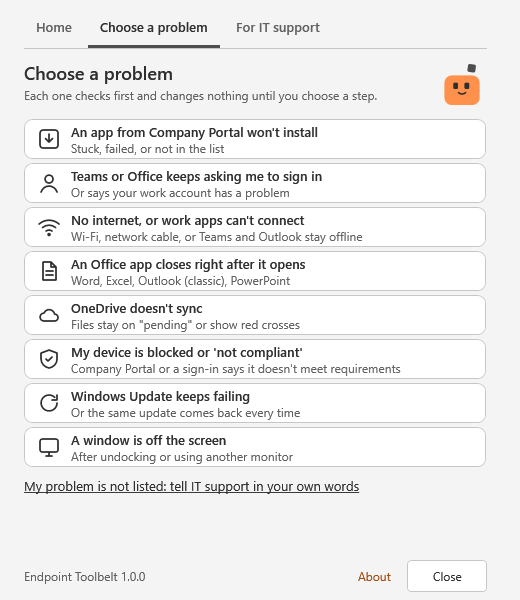 Home
Choose a problem
For IT support
Choose a problem
Each one checks first and changes nothing until you choose a step.
An app from Company Portal won't install
Stuck, failed, or not in the list
Teams or Office keeps asking me to sign in
Or says your work account has a problem
No internet, or work apps can't connect
Wi-Fi, network cable, or Teams and Outlook stay offline
An Office app closes right after it opens
Word, Excel, Outlook (classic), PowerPoint
OneDrive doesn't sync
Files stay on "pending" or show red crosses
My device is blocked or 'not compliant'
Company Portal or a sign-in says it doesn't meet requirements
Windows Update keeps failing
Or the same update comes back every time
A window is off the screen
After undocking or using another monitor
My problem is not listed: tell IT support in your own words
Endpoint Toolbelt 1.0.0
About
Close